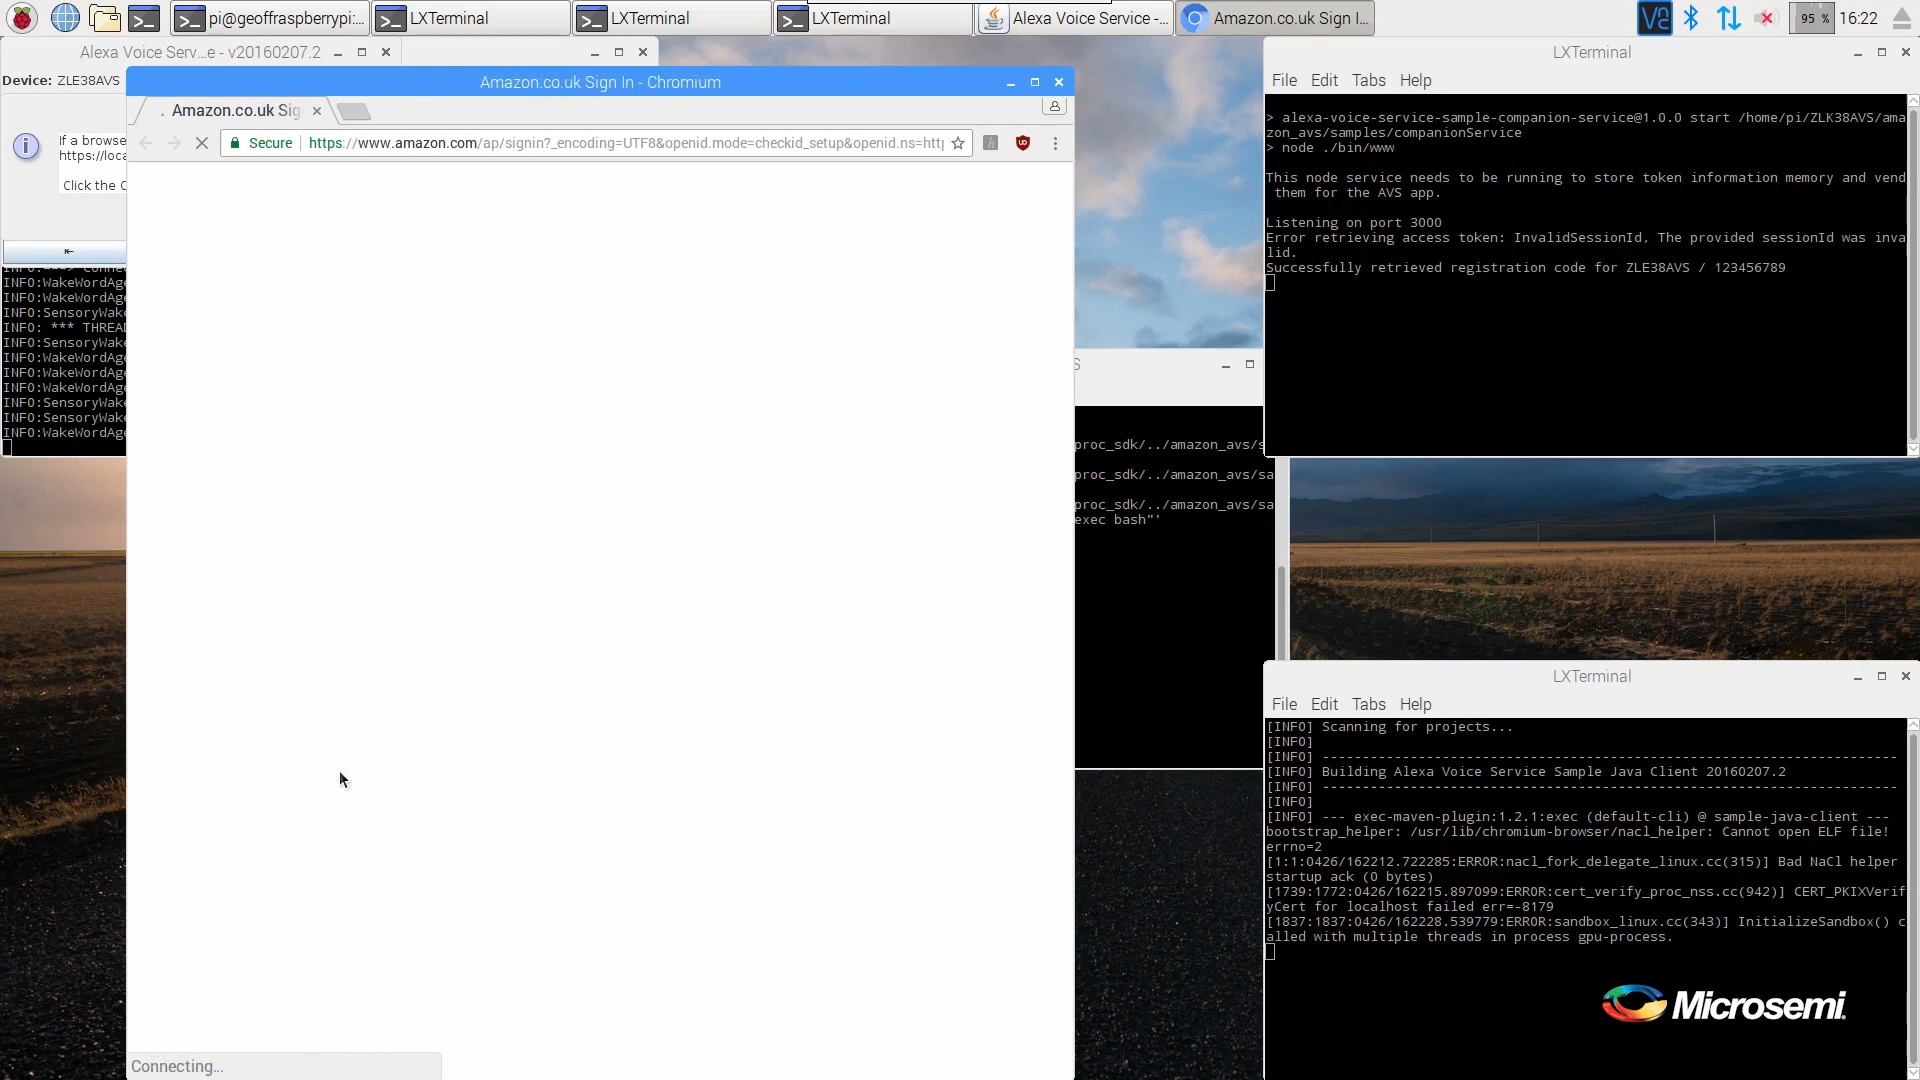 pi@geoffraspberrypi:...
LXTerminal
LXTerminal
LXTerminal
Alexa Voice Service -...
Amazon.co.uk Sign I...
95 %
16:22
Alexa Voice Serv...e - v20160207.2
Device: ZLE38AVS
If a browse
https://loca
Click the C
INFO:WakeWordAge
INFO:WakeWordAge
INFO:SensoryWake
INFO: *** THREAD
INFO:SensoryWake
INFO:WakeWordAge
INFO:WakeWordAge
INFO:WakeWordAge
INFO:SensoryWake
INFO:SensoryWake
INFO:WakeWordAge
Amazon.co.uk Sign In - Chromium
Amazon.co.uk Sig
Secure
https://www.amazon.com/ap/signin?_encoding=UTF8&openid.mode=checkid_setup&openid.ns=http
Connecting...
proc_sdk/../amazon_avs/s
proc_sdk/../amazon_avs/sa
proc_sdk/../amazon_avs/sa
exec bash"'
LXTerminal
File Edit Tabs Help
> alexa-voice-service-sample-companion-service@1.0.0 start /home/pi/ZLK38AVS/ama
zon_avs/samples/companionService
> node ./bin/www
This node service needs to be running to store token information memory and vend
them for the AVS app.
Listening on port 3000
Error retrieving access token: InvalidSessionId, The provided sessionId was inva
lid.
Successfully retrieved registration code for ZLE38AVS / 123456789
LXTerminal
File Edit Tabs Help
[INFO] Scanning for projects...
[INFO]
[INFO] ------------------------------------------------------------------------
[INFO] Building Alexa Voice Service Sample Java Client 20160207.2
[INFO] ------------------------------------------------------------------------
[INFO]
[INFO] --- exec-maven-plugin:1.2.1:exec (default-cli) @ sample-java-client ---
bootstrap_helper: /usr/lib/chromium-browser/nacl_helper: Cannot open ELF file!
errno=2
[1:1:0426/162212.722285:ERROR:nacl_fork_delegate_linux.cc(315)] Bad NaCl helper
startup ack (0 bytes)
[1739:1772:0426/162215.897099:ERROR:cert_verify_proc_nss.cc(942)] CERT_PKIXVerif
yCert for localhost failed err=-8179
[1837:1837:0426/162228.539779:ERROR:sandbox_linux.cc(343)] InitializeSandbox() c
alled with multiple threads in process gpu-process.
Microsemi.